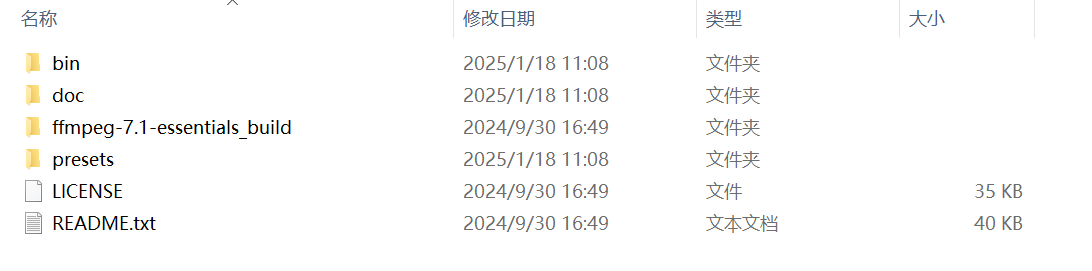 名称 修改日期 类型 大小
bin 2025/1/18 11:08 文件夹
doc 2025/1/18 11:08 文件夹
ffmpeg-7.1-essentials_build 2024/9/30 16:49 文件夹
presets 2025/1/18 11:08 文件夹
LICENSE 2024/9/30 16:49 文件 35 KB
README.txt 2024/9/30 16:49 文本文档 40 KB